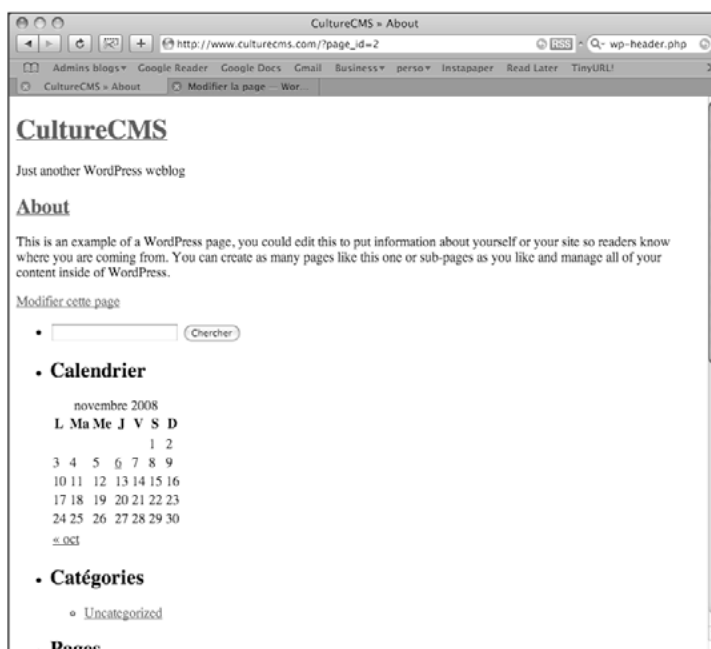 CultureCMS » About
http://www.culturecms.com/?page_id=2 RSS wp-header.php
Admins blogs Google Reader Google Docs Gmail Business perso Instapaper Read Later TinyURL!
CultureCMS » About Modifier la page — Wor...
CultureCMS
Just another WordPress weblog
About
This is an example of a WordPress page, you could edit this to put information about yourself or your site so readers know
where you are coming from. You can create as many pages like this one or sub-pages as you like and manage all of your
content inside of WordPress.
Modifier cette page
Chercher
Calendrier
novembre 2008
L Ma Me J V S D
1 2
3 4 5 6 7 8 9
10 11 12 13 14 15 16
17 18 19 20 21 22 23
24 25 26 27 28 29 30
« oct
Catégories
Uncategorized
Pages